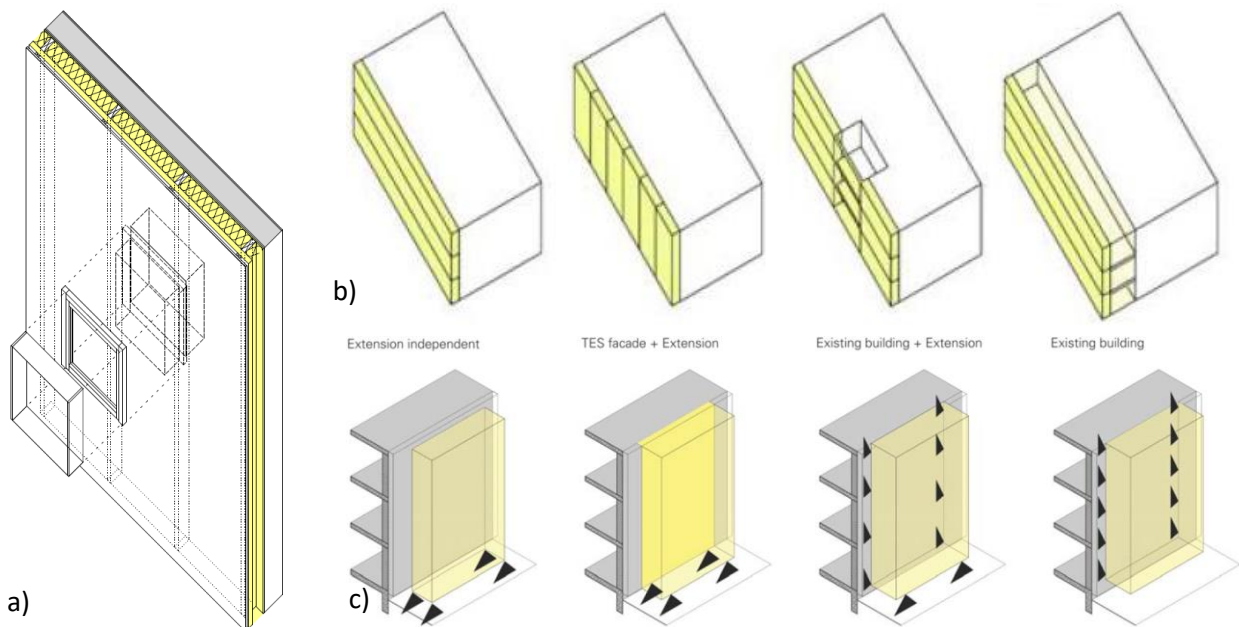 b)
Extension independent
TES facade + Extension
Existing building + Extension
Existing building
a)
c)